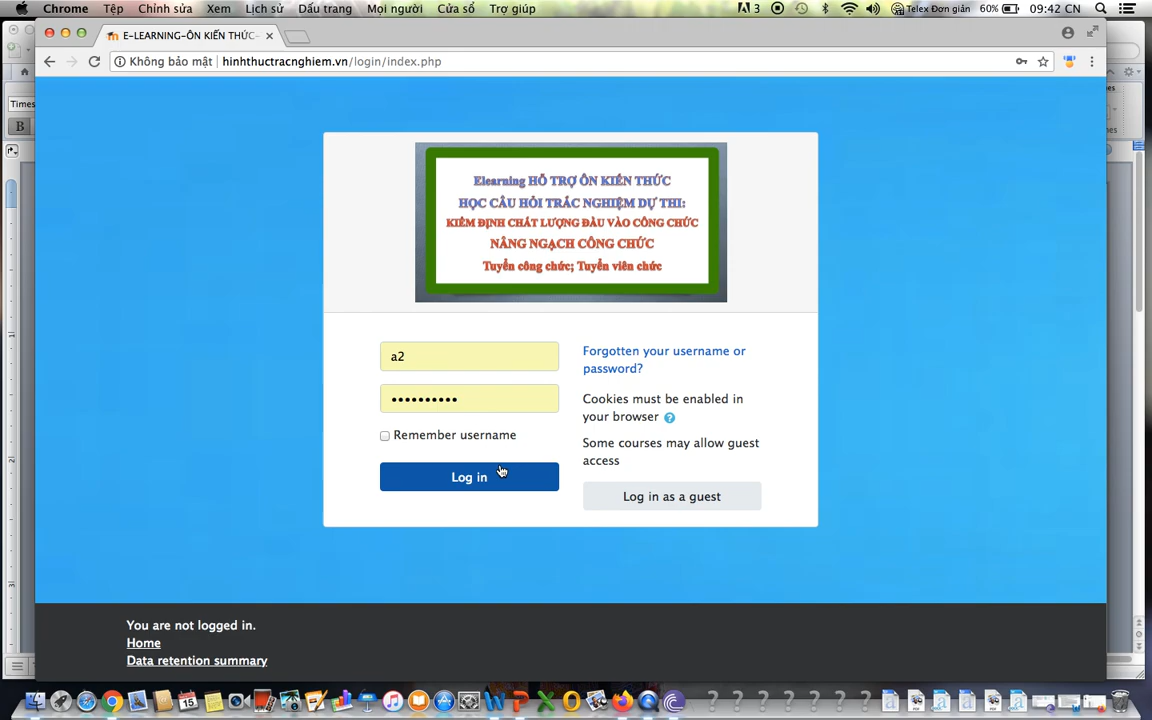 Chrome Tệp Chỉnh sửa Xem Lịch sử Dấu trang Mọi người Cửa sổ Trợ giúp 3 Telex Đơn giản 60% 09:42 CN
E-LEARNING-ÔN KIẾN THỨC-
Không bảo mật hinhthuctracnghiem.vn/login/index.php
Times
B
Elearning HỖ TRỢ ÔN KIẾN THỨC
HỌC CÂU HỎI TRẮC NGHIỆM DỰ THI:
KIỂM ĐỊNH CHẤT LƯỢNG ĐẦU VÀO CÔNG CHỨC
NÂNG NGẠCH CÔNG CHỨC
Tuyển công chức; Tuyển viên chức
a2
Remember username
Log in
Forgotten your username or
password?
Cookies must be enabled in
your browser
Some courses may allow guest
access
Log in as a guest
You are not logged in.
Home
Data retention summary